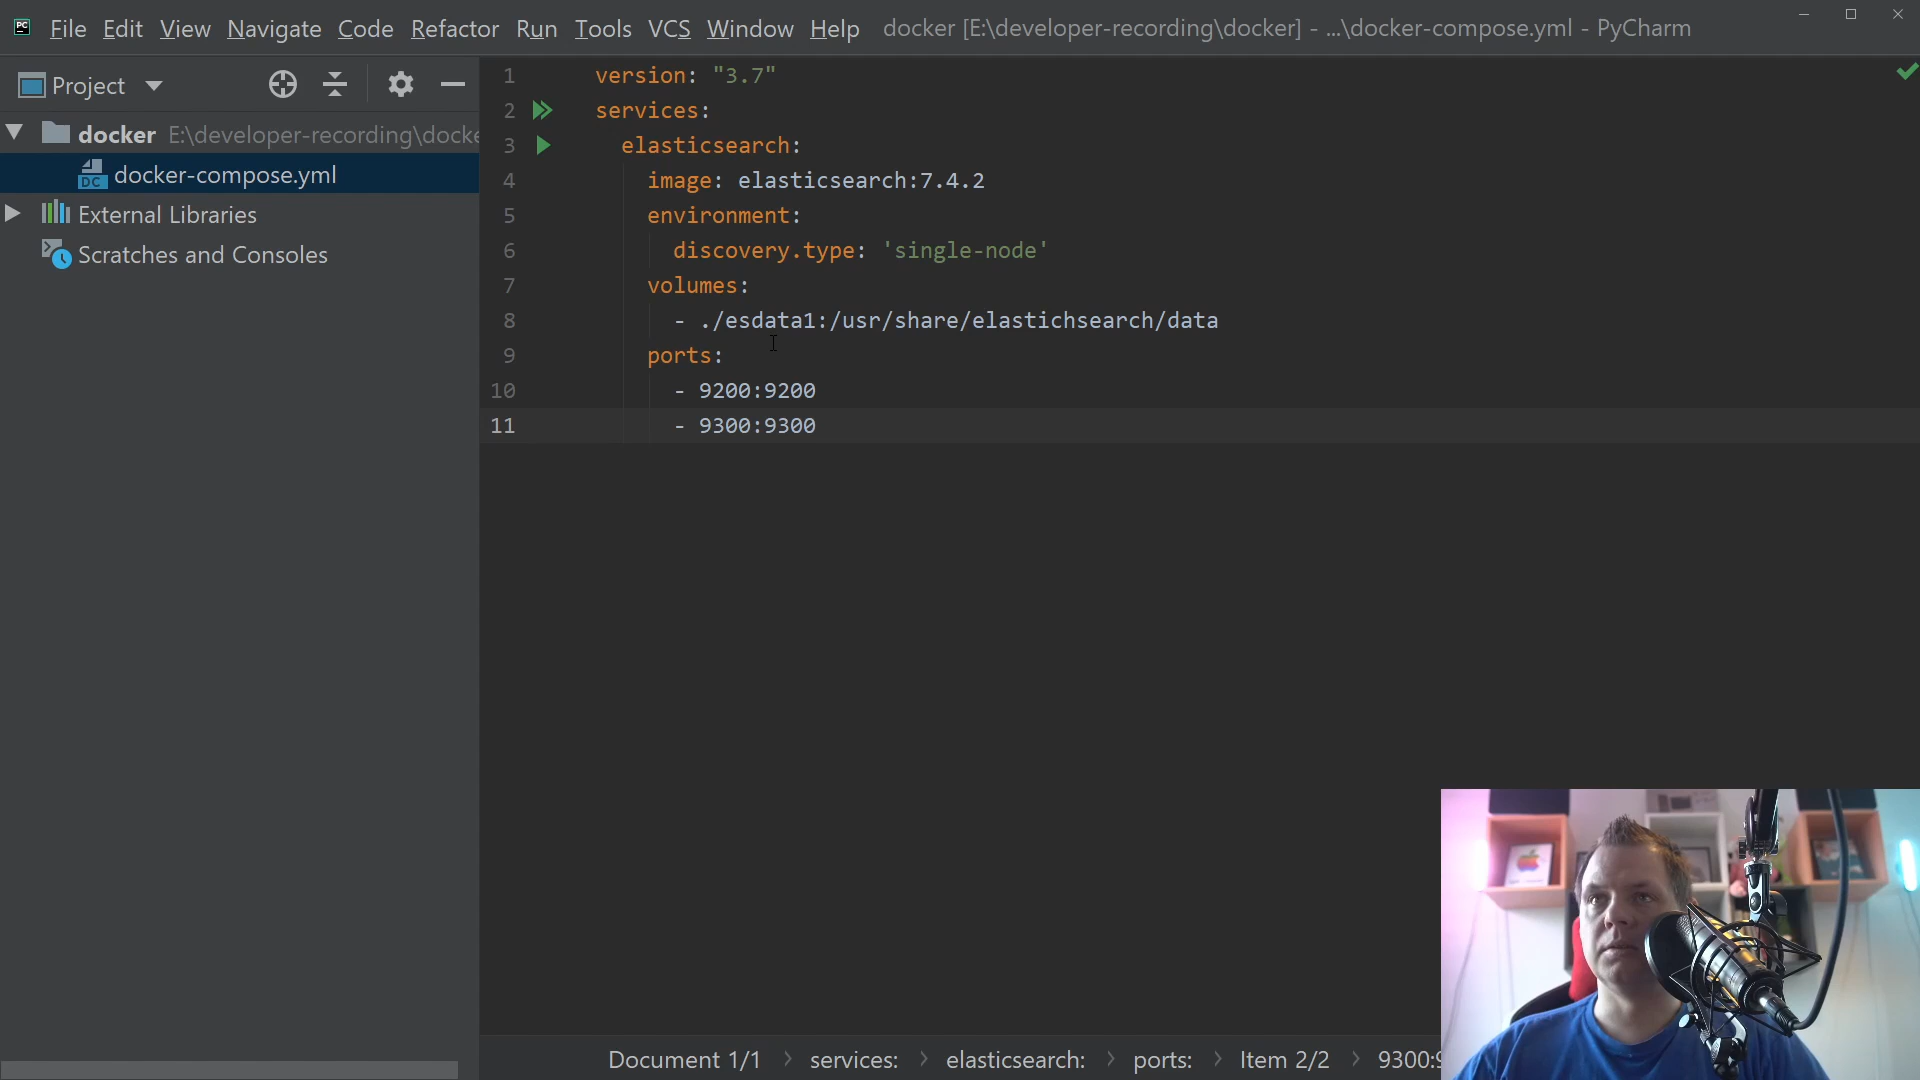 File Edit View Navigate Code Refactor Run Tools VCS Window Help docker [E:\developer-recording\docker] - ...\docker-compose.yml - PyCharm
Project
docker E:\developer-recording\docke
docker-compose.yml
External Libraries
Scratches and Consoles
1 version: "3.7"
2 services:
3 elasticsearch:
4 image: elasticsearch:7.4.2
5 environment:
6 discovery.type: 'single-node'
7 volumes:
8 - ./esdata1:/usr/share/elastichsearch/data
9 ports:
10 - 9200:9200
11 - 9300:9300
Document 1/1 › services: › elasticsearch: › ports: › Item 2/2 › 9300:9